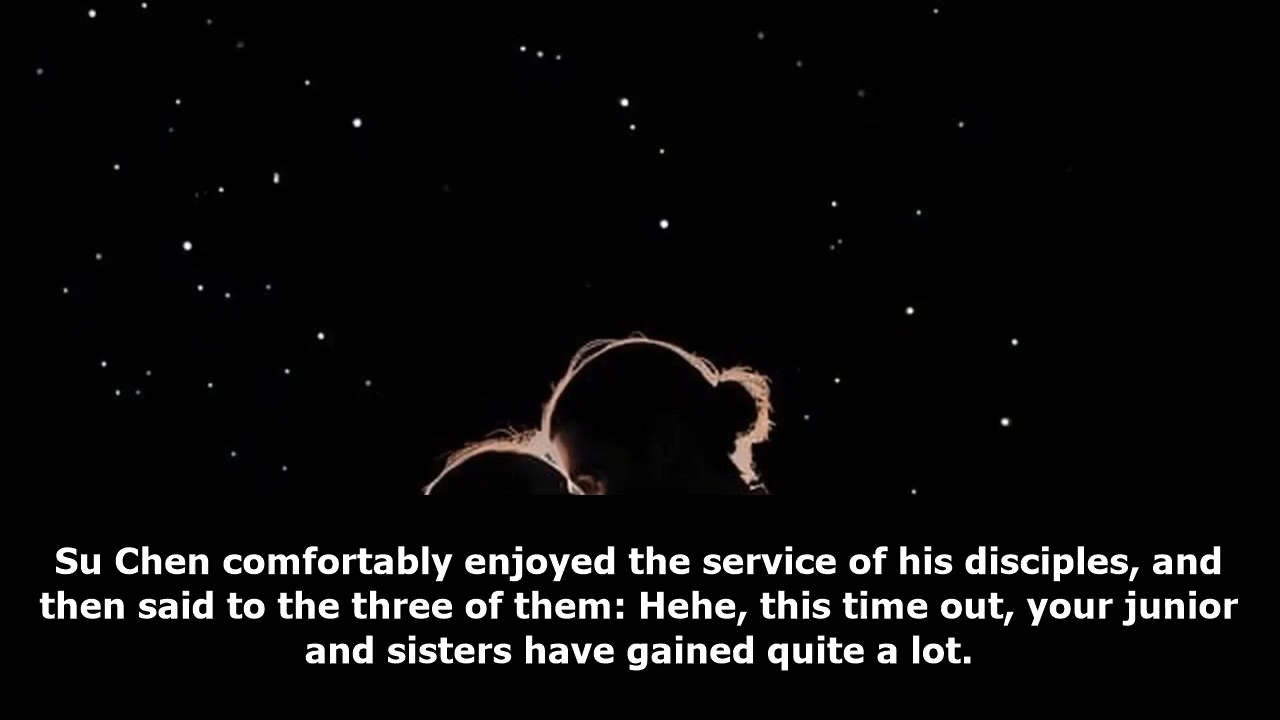 Su Chen comfortably enjoyed the service of his disciples, and
then said to the three of them: Hehe, this time out, your junior
and sisters have gained quite a lot.